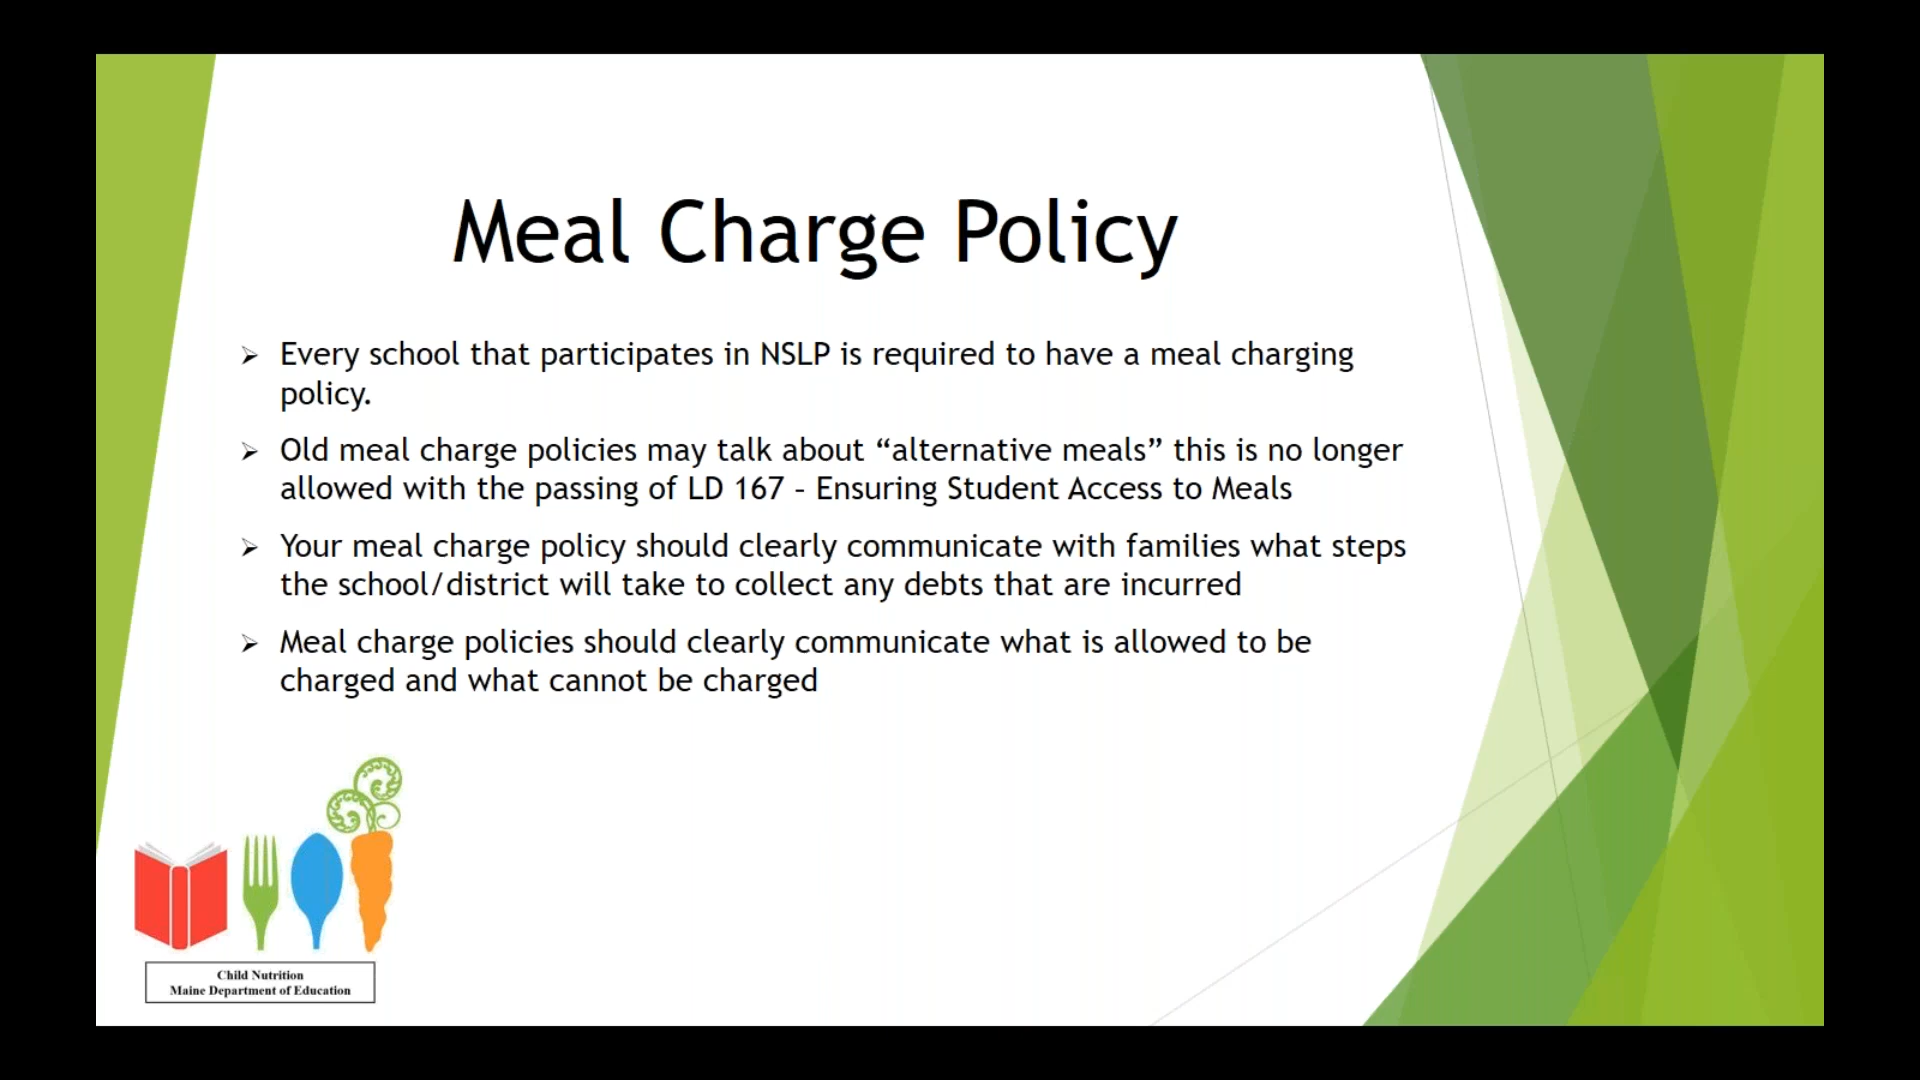 Meal Charge Policy
Every school that participates in NSLP is required to have a meal charging
policy.
Old meal charge policies may talk about “alternative meals” this is no longer
allowed with the passing of LD 167 – Ensuring Student Access to Meals
Your meal charge policy should clearly communicate with families what steps
the school/district will take to collect any debts that are incurred
Meal charge policies should clearly communicate what is allowed to be
charged and what cannot be charged
Child Nutrition
Maine Department of Education